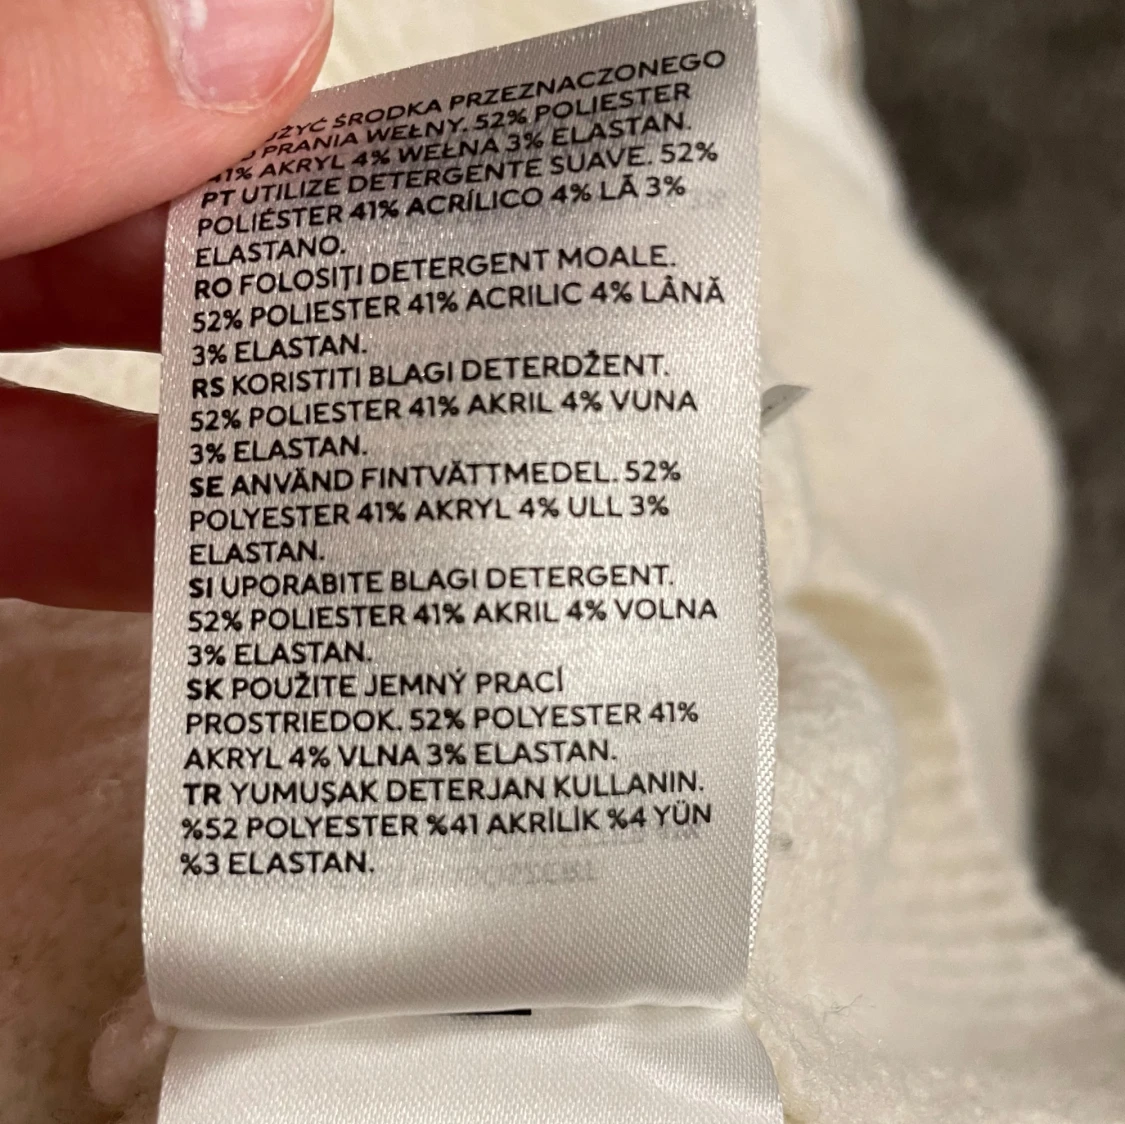 ŚRODKA PRZEZNACZONEGO
PRANIA WEŁNY. 52% POLIESTER
41% AKRYL 4% WEŁNA 3% ELASTAN.
PT UTILIZE DETERGENTE SUAVE. 52%
POLIÉSTER 41% ACRÍLICO 4% LÃ 3%
ELASTANO.
RO FOLOSIȚI DETERGENT MOALE.
52% POLIESTER 41% ACRILIC 4% LÂNĂ
3% ELASTAN.
RS KORISTITI BLAGI DETERDŽENT.
52% POLIESTER 41% AKRIL 4% VUNA
3% ELASTAN.
SE ANVÄND FINTVÄTTMEDEL. 52%
POLYESTER 41% AKRYL 4% ULL 3%
ELASTAN.
SI UPORABITE BLAGI DETERGENT.
52% POLIESTER 41% AKRIL 4% VOLNA
3% ELASTAN.
SK POUŽITE JEMNÝ PRACÍ
PROSTRIEDOK. 52% POLYESTER 41%
AKRYL 4% VLNA 3% ELASTAN.
TR YUMUŞAK DETERJAN KULLANIN.
%52 POLYESTER %41 AKRİLİK %4 YÜN
%3 ELASTAN.